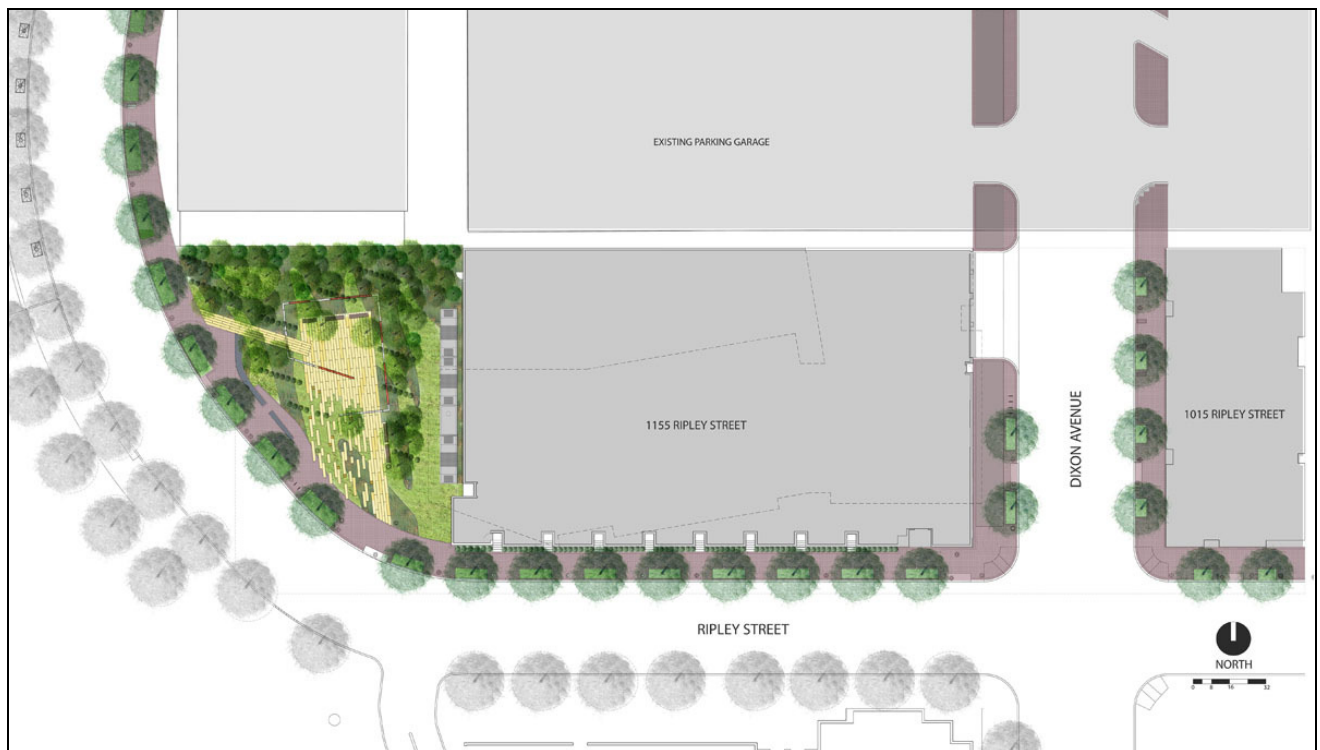 EXISTING PARKING GARAGE
1155 RIPLEY STREET
DIXON AVENUE
1015 RIPLEY STREET
RIPLEY STREET
NORTH
0 8 16 32